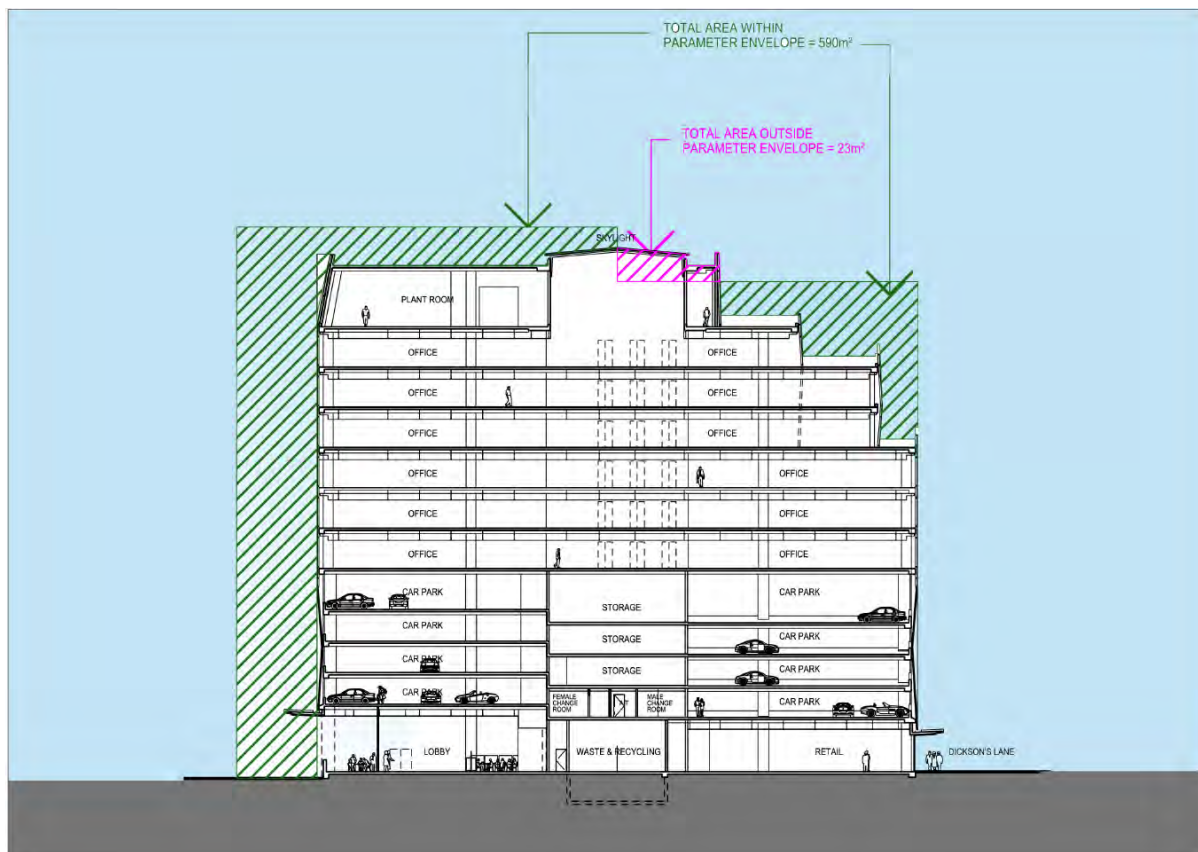 TOTAL AREA WITHIN
PARAMETER ENVELOPE = 590m²
TOTAL AREA OUTSIDE
PARAMETER ENVELOPE = 23m²
SKYLIGHT
PLANT ROOM
OFFICE OFFICE
OFFICE OFFICE
OFFICE OFFICE
OFFICE OFFICE
OFFICE OFFICE
OFFICE OFFICE
CAR PARK CAR PARK
STORAGE
CAR PARK
STORAGE CAR PARK
CAR PARK
STORAGE CAR PARK
CAR PARK
FEMALE
CHANGE
ROOM
MALE
CHANGE
ROOM
CAR PARK
LOBBY WASTE & RECYCLING RETAIL DICKSON'S LANE